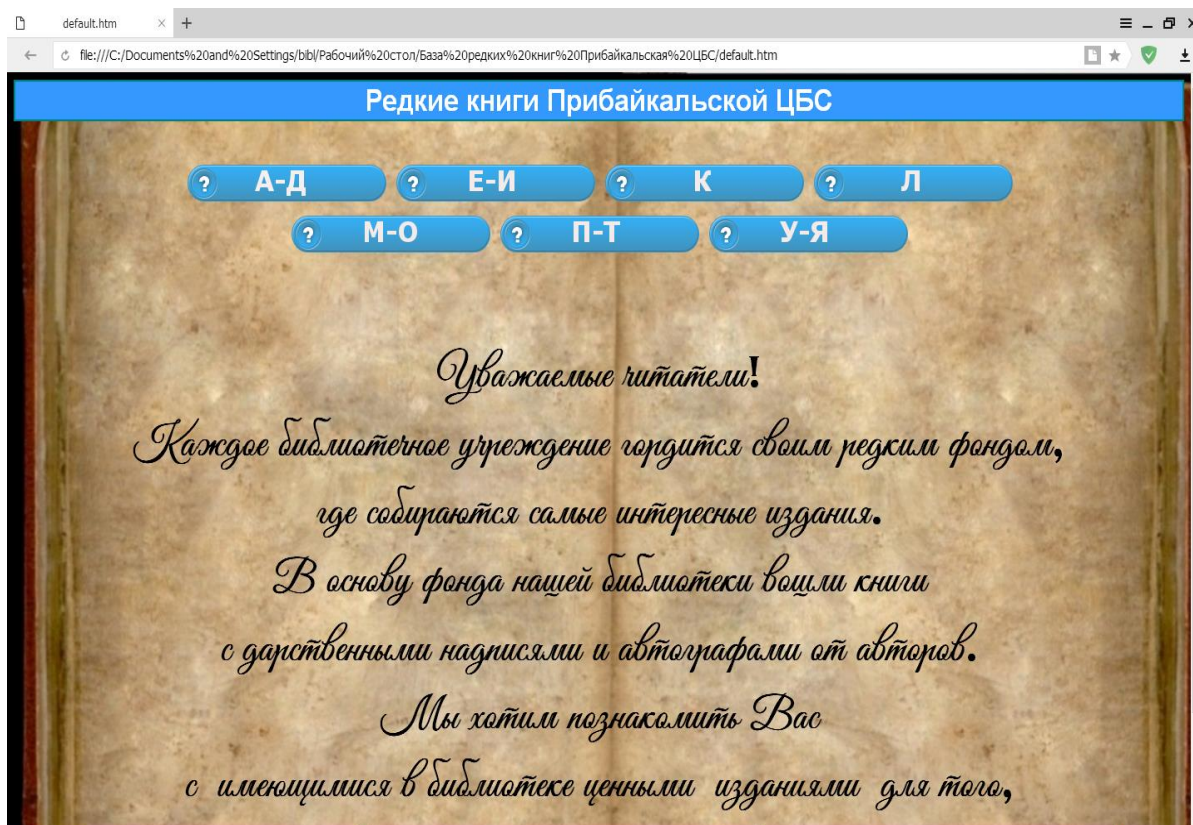 default.htm
file:///C:/Documents%20and%20Settings/bibl/Рабочий%20стол/База%20редких%20книг%20Прибайкальская%20ЦБС/default.htm
Редкие книги Прибайкальской ЦБС
? А-Д ? Е-И ? К ? Л
? М-О ? П-Т ? У-Я
Уважаемые читатели!
Каждое библиотечное учреждение гордится своим редким фондом,
где собираются самые интересные издания.
В основу фонда нашей библиотеки вошли книги
с дарственными надписями и автографами от авторов.
Мы хотим познакомить Вас
с имеющимися в библиотеке ценными изданиями для того,